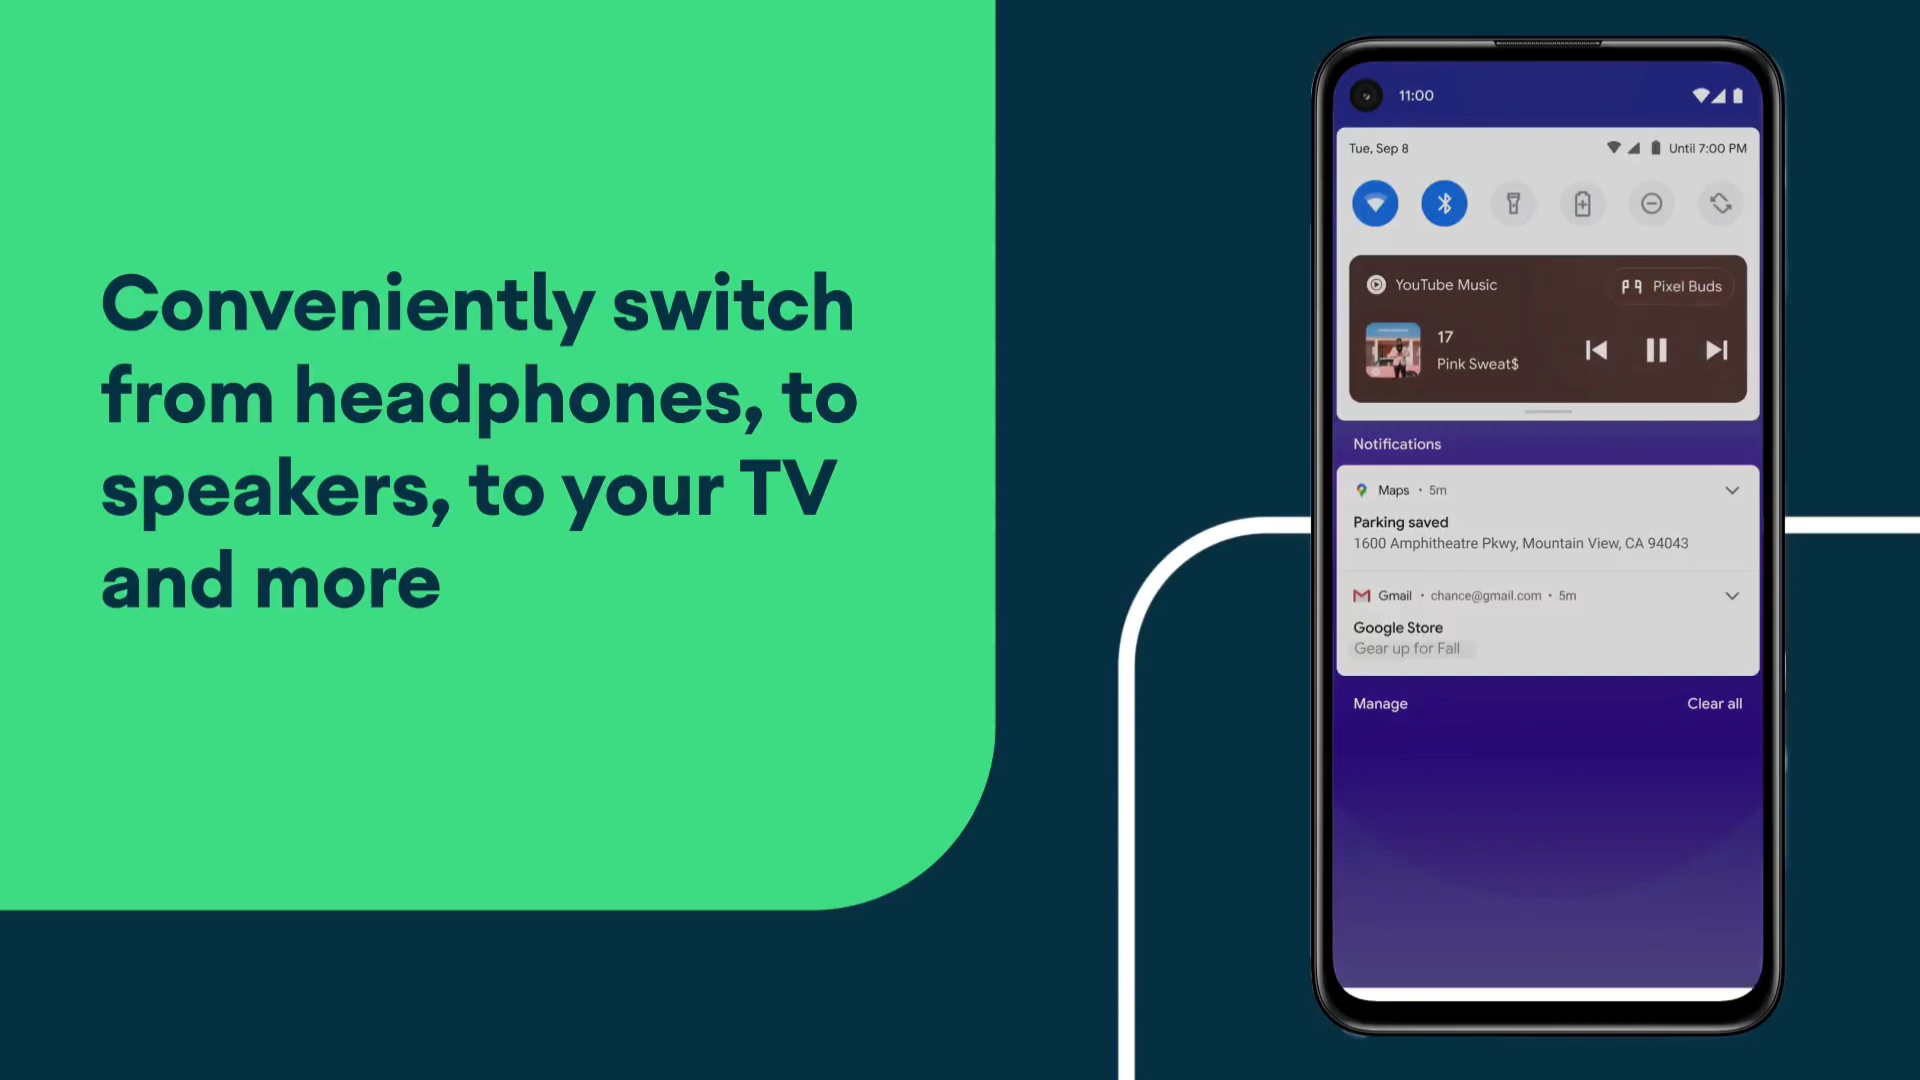 Conveniently switch
from headphones, to
speakers, to your TV
and more
11:00
Tue, Sep 8
Until 7:00 PM
YouTube Music
Pixel Buds
17
Pink Sweat$
Notifications
Maps • 5m
Parking saved
1600 Amphitheatre Pkwy, Mountain View, CA 94043
Gmail • chance@gmail.com • 5m
Google Store
Gear up for Fall
Manage
Clear all